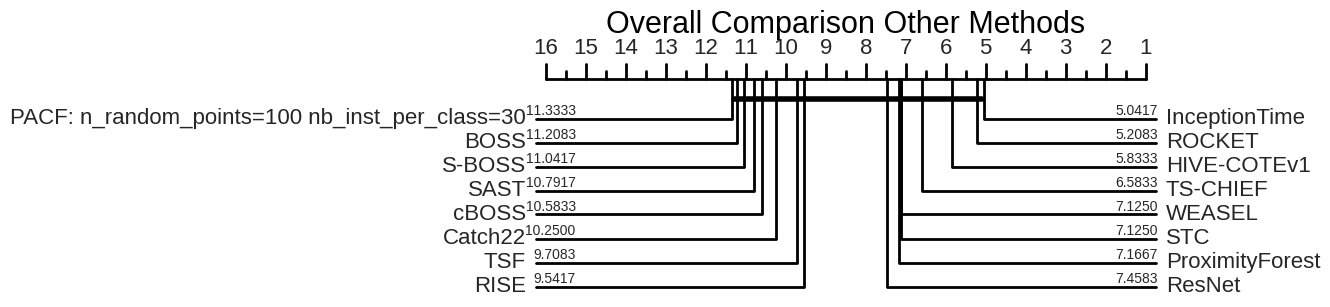 Overall Comparison Other Methods
16 15 14 13 12 11 10 9 8 7 6 5 4 3 2 1
PACF: n_random_points=100 nb_inst_per_class=30 11.3333 5.0417 InceptionTime
BOSS 11.2083 5.2083 ROCKET
S-BOSS 11.0417 5.8333 HIVE-COTEv1
SAST 10.7917 6.5833 TS-CHIEF
cBOSS 10.5833 7.1250 WEASEL
Catch22 10.2500 7.1250 STC
TSF 9.7083 7.1667 ProximityForest
RISE 9.5417 7.4583 ResNet